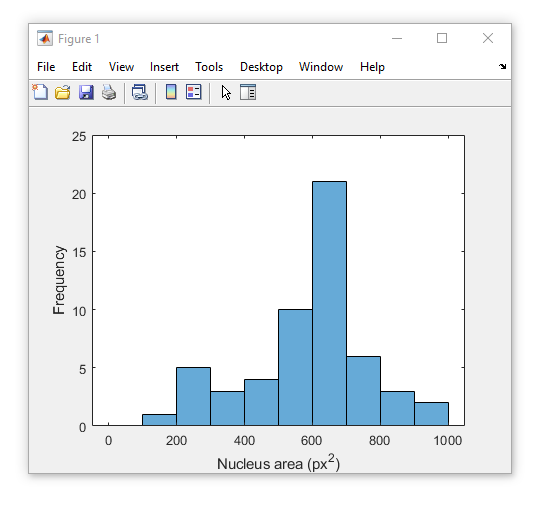 Figure 1
File Edit View Insert Tools Desktop Window Help
25
20
15
10
5
0
Frequency
0 200 400 600 800 1000
Nucleus area (px²)